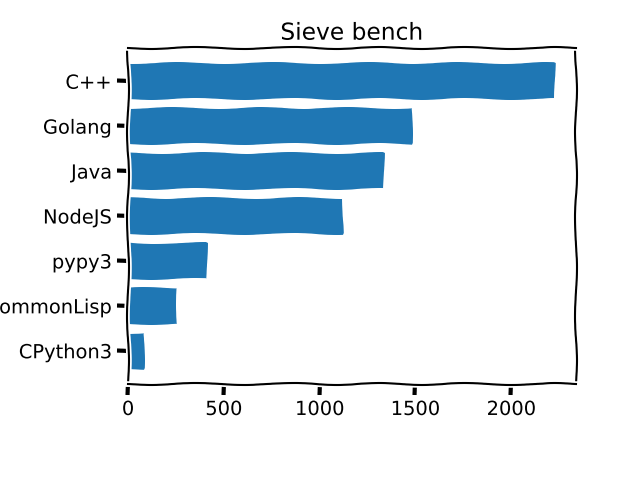 Sieve bench
C++
Golang
Java
NodeJS
pypy3
ommonLisp
CPython3
0 500 1000 1500 2000